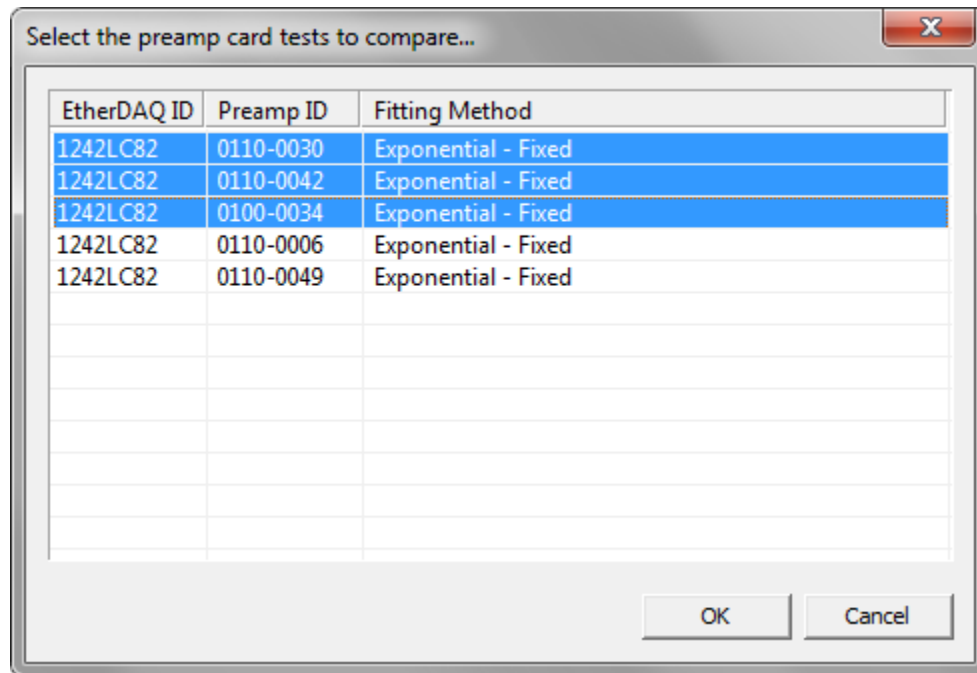 Select the preamp card tests to compare...
EtherDAQ ID Preamp ID Fitting Method
1242LC82 0110-0030 Exponential - Fixed
1242LC82 0110-0042 Exponential - Fixed
1242LC82 0100-0034 Exponential - Fixed
1242LC82 0110-0006 Exponential - Fixed
1242LC82 0110-0049 Exponential - Fixed
OK Cancel